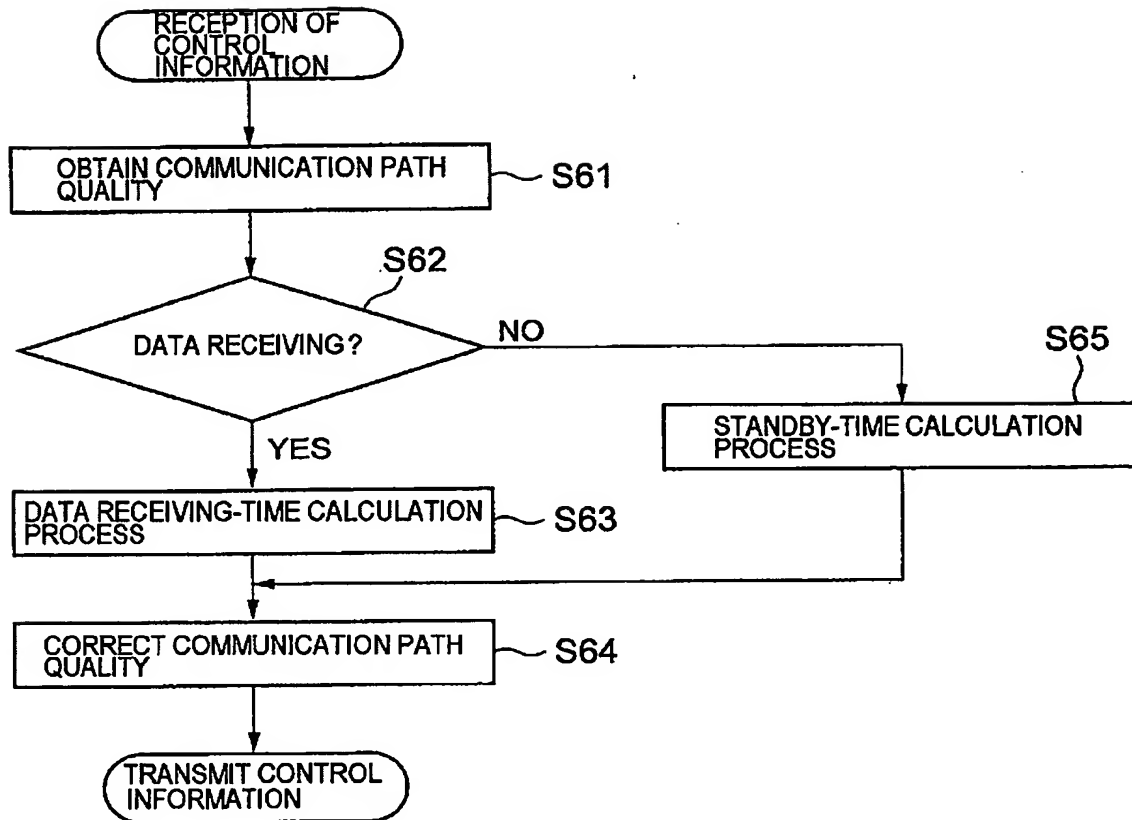 RECEPTION OF
CONTROL
INFORMATION
OBTAIN COMMUNICATION PATH
QUALITY
S61
S62
DATA RECEIVING?
NO
YES
S65
STANDBY-TIME CALCULATION
PROCESS
DATA RECEIVING-TIME CALCULATION
PROCESS
S63
CORRECT COMMUNICATION PATH
QUALITY
S64
TRANSMIT CONTROL
INFORMATION